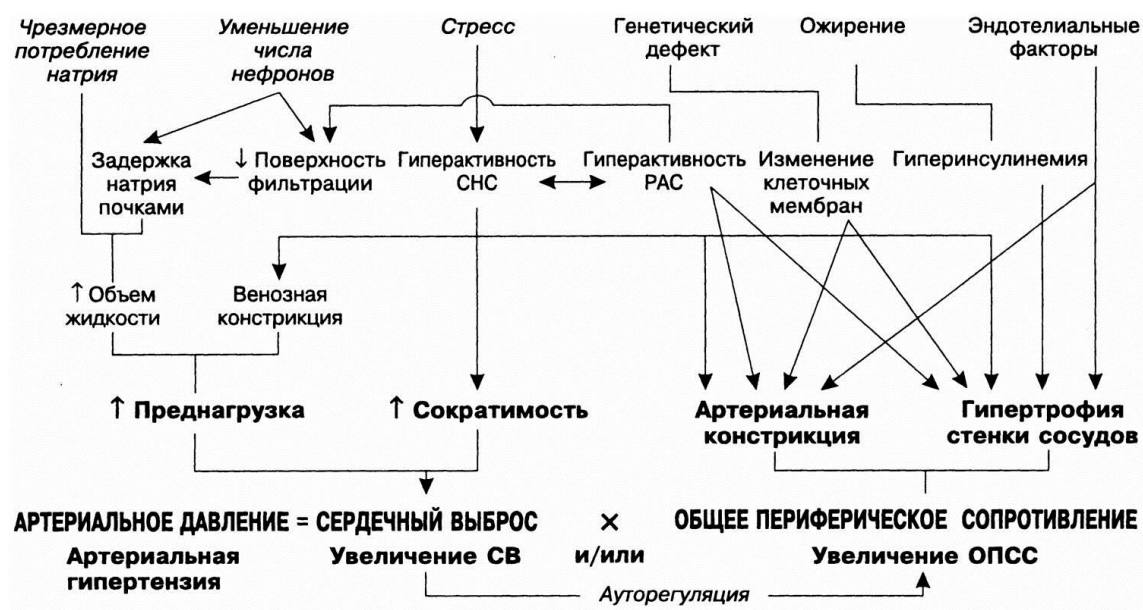 Чрезмерное
потребление
натрия
Уменьшение
числа
нефронов
Стресс
Генетический
дефект
Ожирение
Эндотелиальные
факторы
Задержка
натрия
почками
↓ Поверхность
фильтрации
Гиперактивность
СНС
Гиперактивность
РАС
Изменение
клеточных
мембран
Гиперинсулинемия
↑ Объем
жидкости
Венозная
констрикция
↑ Преднагрузка
↑ Сократимость
Артериальная
констрикция
Гипертрофия
стенки сосудов
АРТЕРИАЛЬНОЕ ДАВЛЕНИЕ = СЕРДЕЧНЫЙ ВЫБРОС × ОБЩЕЕ ПЕРИФЕРИЧЕСКОЕ СОПРОТИВЛЕНИЕ
Артериальная
гипертензия
Увеличение СВ и/или Увеличение ОПСС
Ауторегуляция